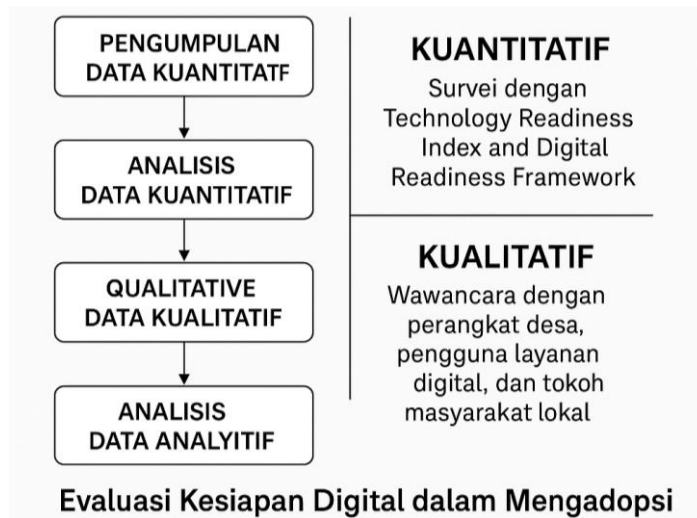 PENGUMPULAN
DATA KUANTITATF
ANALISIS
DATA KUANTITATIF
QUALITATIVE
DATA KUALITATIF
ANALISIS
DATA ANALYITIF
KUANTITATIF
Survei dengan
Technology Readiness
Index and Digital
Readiness Framework
KUALITATIF
Wawancara dengan
perangkat desa,
pengguna layanan
digital, dan tokoh
masyarakat lokal
Evaluasi Kesiapan Digital dalam Mengadopsi